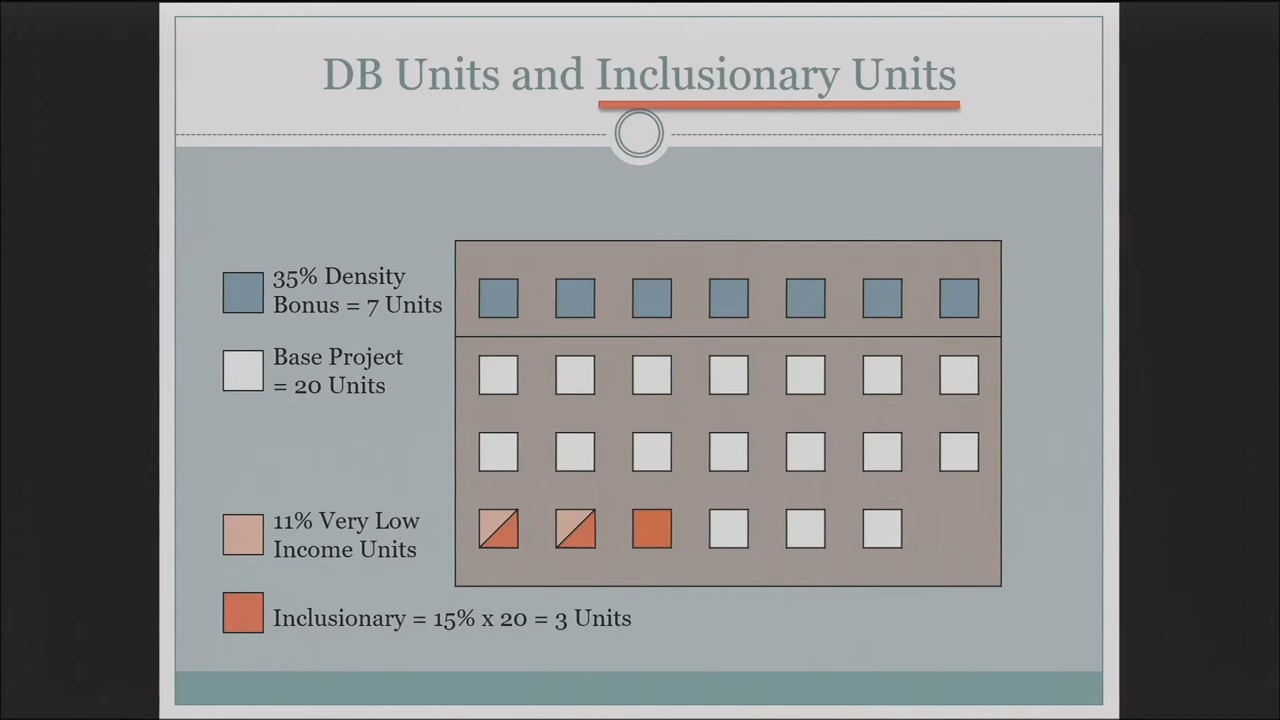 DB Units and Inclusionary Units
35% Density
Bonus = 7 Units
Base Project
= 20 Units
11% Very Low
Income Units
Inclusionary = 15% x 20 = 3 Units